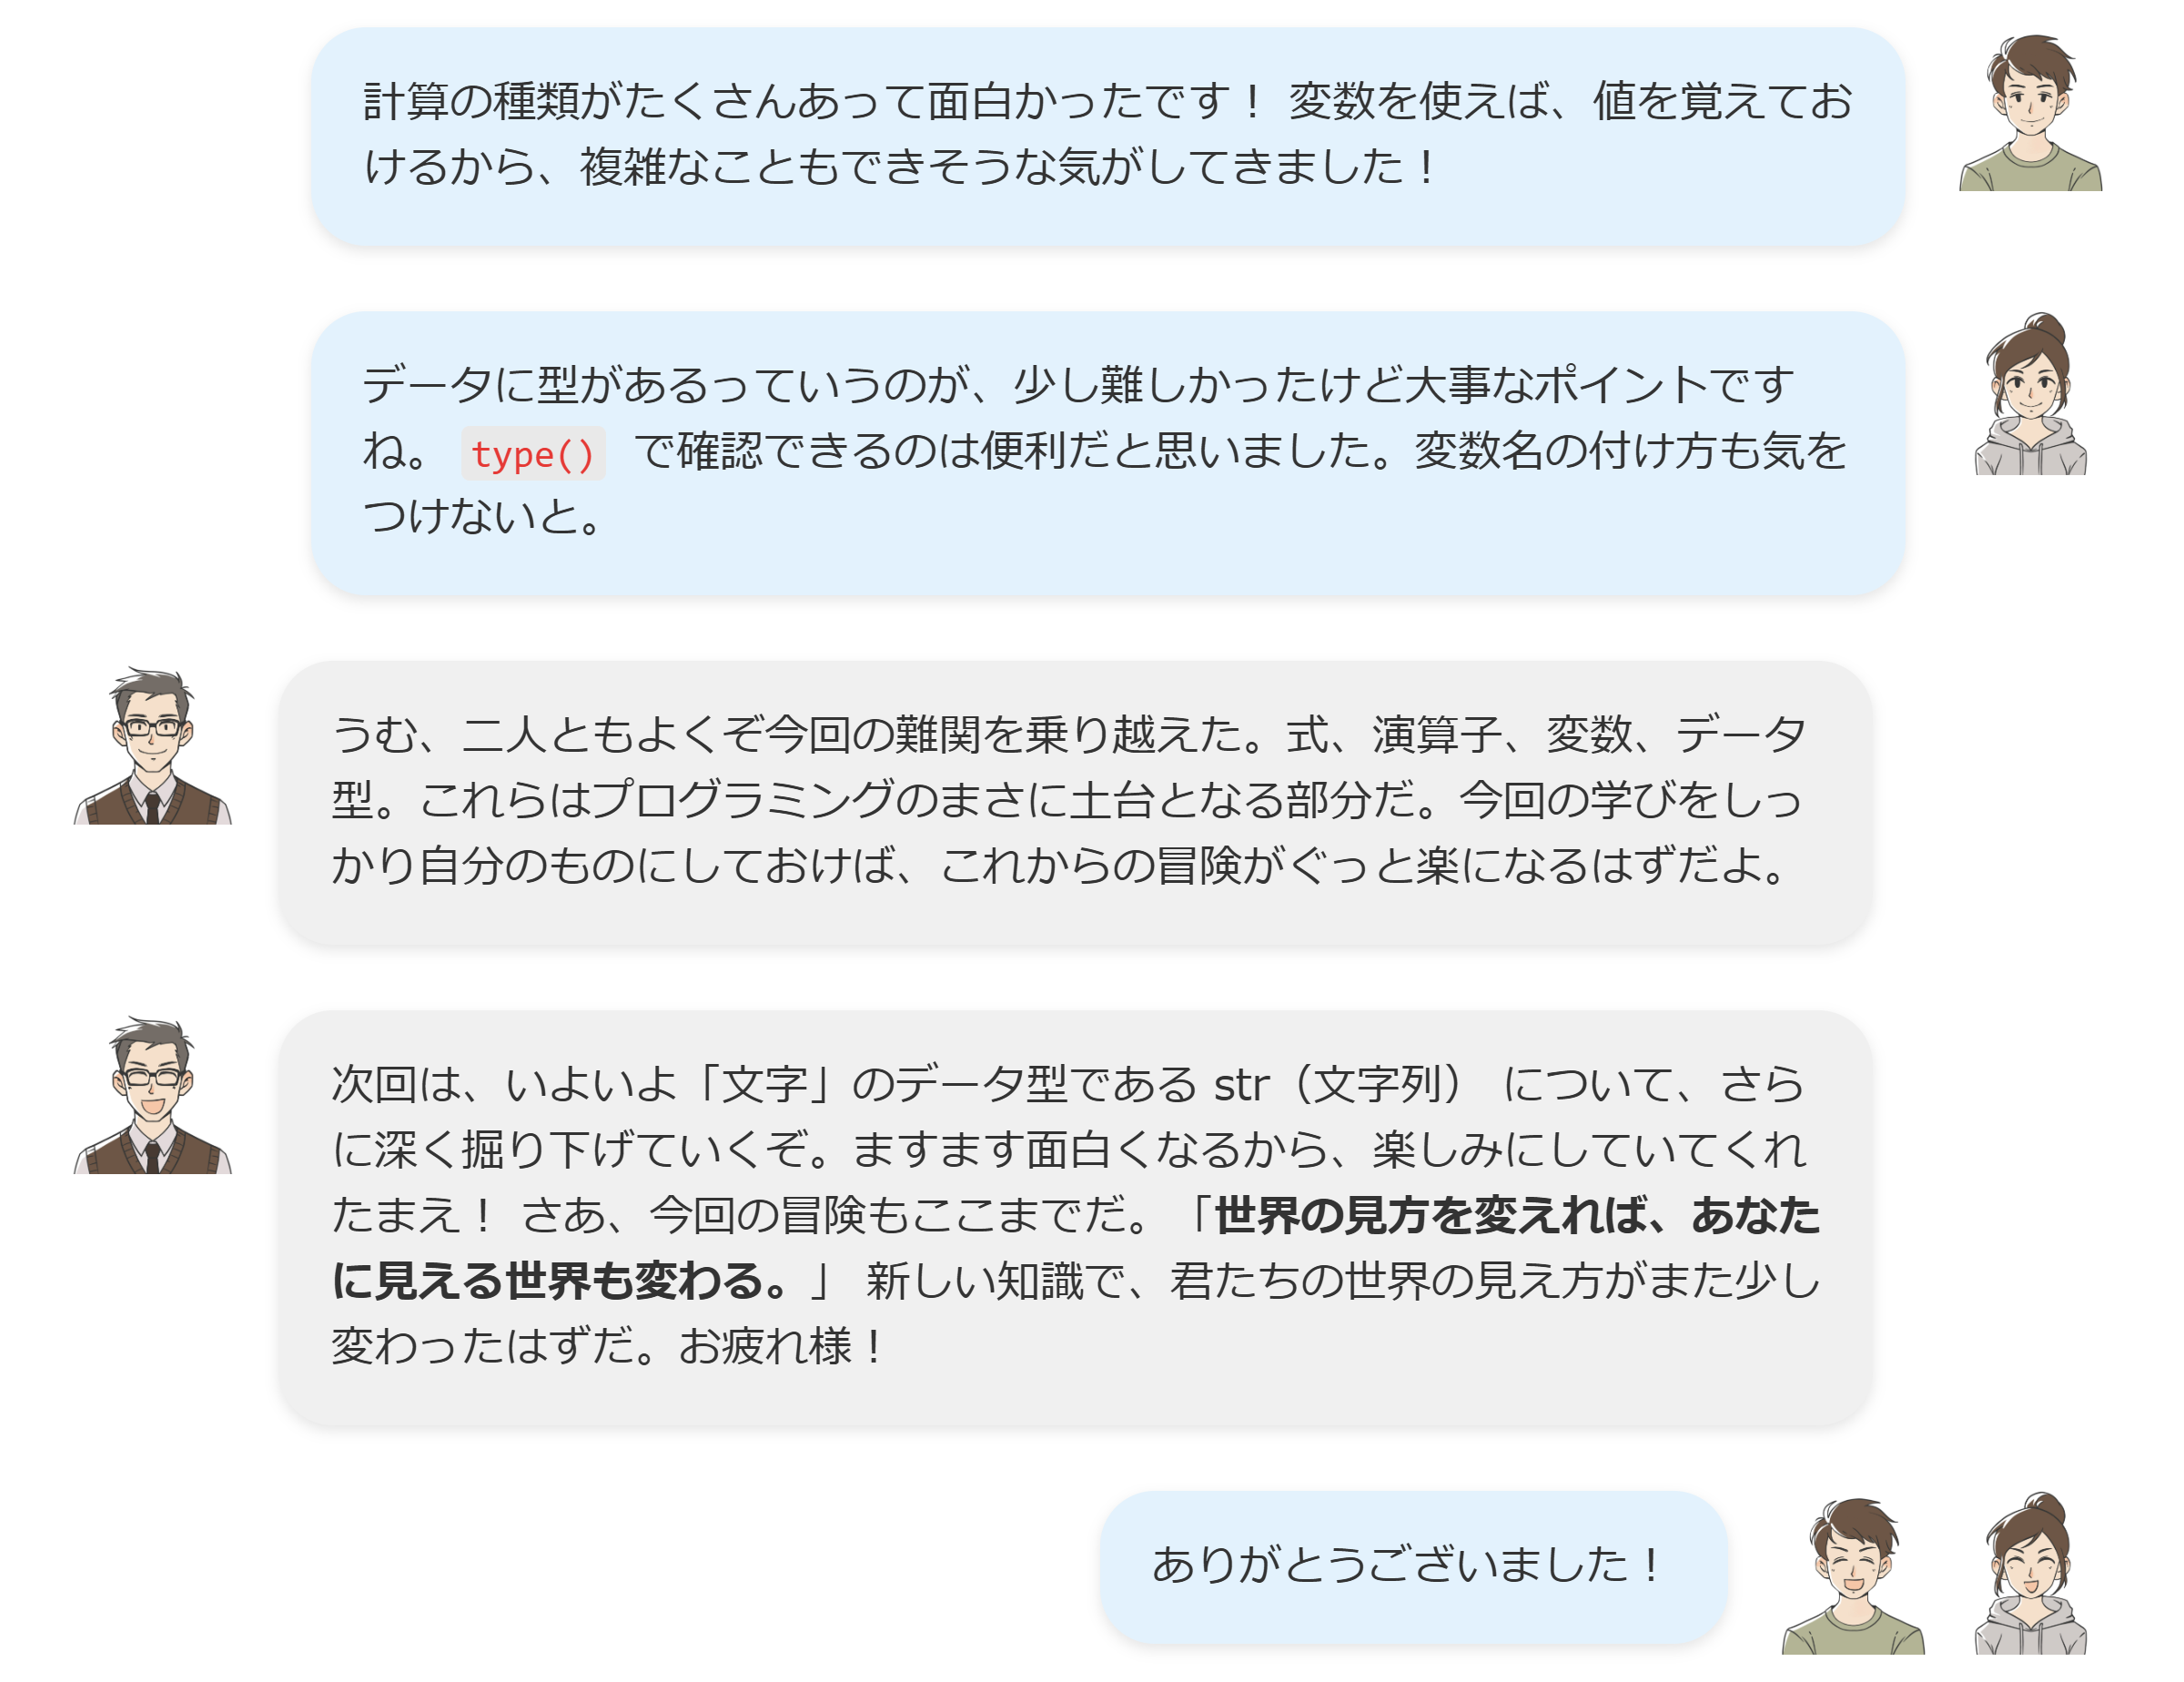 計算の種類がたくさんあって面白かったです！ 変数を使えば、値を覚えてお
けるから、複雑なこともできそうな気がしてきました！
データに型があるっていうのが、少し難しかったけど大事なポイントです
ね。 type() で確認できるのは便利だと思いました。変数名の付け方も気を
つけないと。
うむ、二人ともよくぞ今回の難関を乗り越えた。式、演算子、変数、データ
型。これらはプログラミングのまさに土台となる部分だ。今回の学びをしっ
かり自分のものにしておけば、これからの冒険がぐっと楽になるはずだよ。
次回は、いよいよ「文字」のデータ型である str（文字列） について、さら
に深く掘り下げていくぞ。ますます面白くなるから、楽しみにしていてくれ
たまえ！ さあ、今回の冒険もここまでだ。「世界の見方を変えれば、あなた
に見える世界も変わる。」 新しい知識で、君たちの世界の見え方がまた少し
変わったはずだ。お疲れ様！
ありがとうございました！